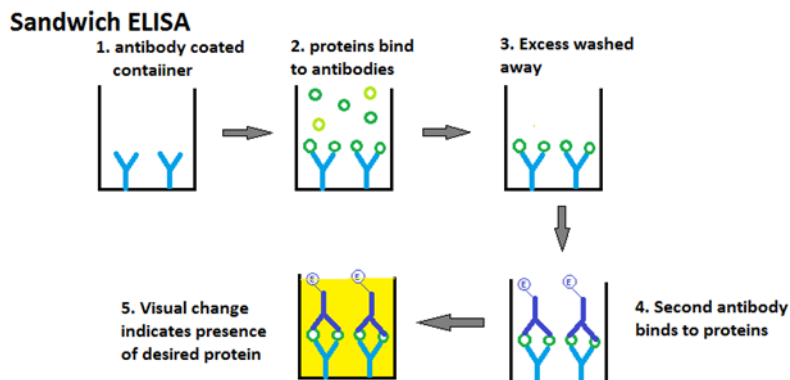 Sandwich ELISA
1. antibody coated
contaiiner
2. proteins bind
to antibodies
3. Excess washed
away
E
E
4. Second antibody
binds to proteins
E
E
5. Visual change
indicates presence
of desired protein